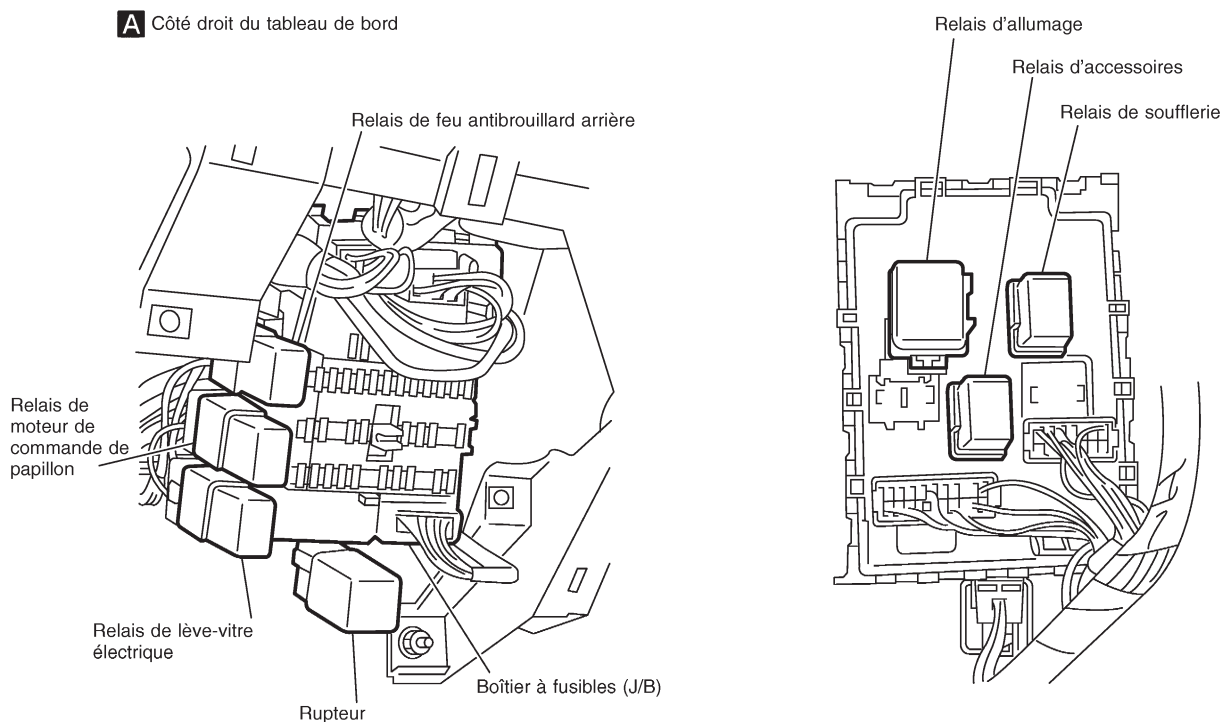 A Côté droit du tableau de bord
Relais de feu antibrouillard arrière
Relais de
moteur de
commande de
papillon
Relais de lève-vitre
électrique
Rupteur
Boîtier à fusibles (J/B)
Relais d'allumage
Relais d'accessoires
Relais de soufflerie